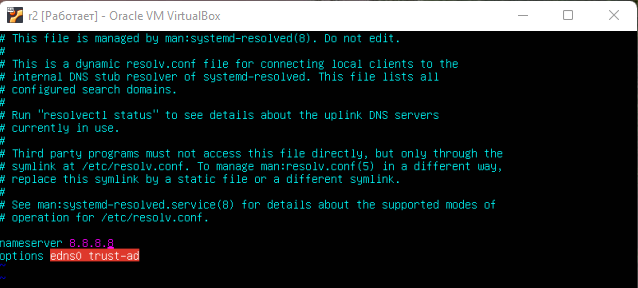 r2 [Работает] - Oracle VM VirtualBox
# This file is managed by man:systemd-resolved(8). Do not edit.
#
# This is a dynamic resolv.conf file for connecting local clients to the
# internal DNS stub resolver of systemd-resolved. This file lists all
# configured search domains.
#
# Run "resolvectl status" to see details about the uplink DNS servers
# currently in use.
#
# Third party programs must not access this file directly, but only through the
# symlink at /etc/resolv.conf. To manage man:resolv.conf(5) in a different way,
# replace this symlink by a static file or a different symlink.
#
# See man:systemd-resolved.service(8) for details about the supported modes of
# operation for /etc/resolv.conf.

nameserver 8.8.8.8
options edns0 trust-ad
~
~